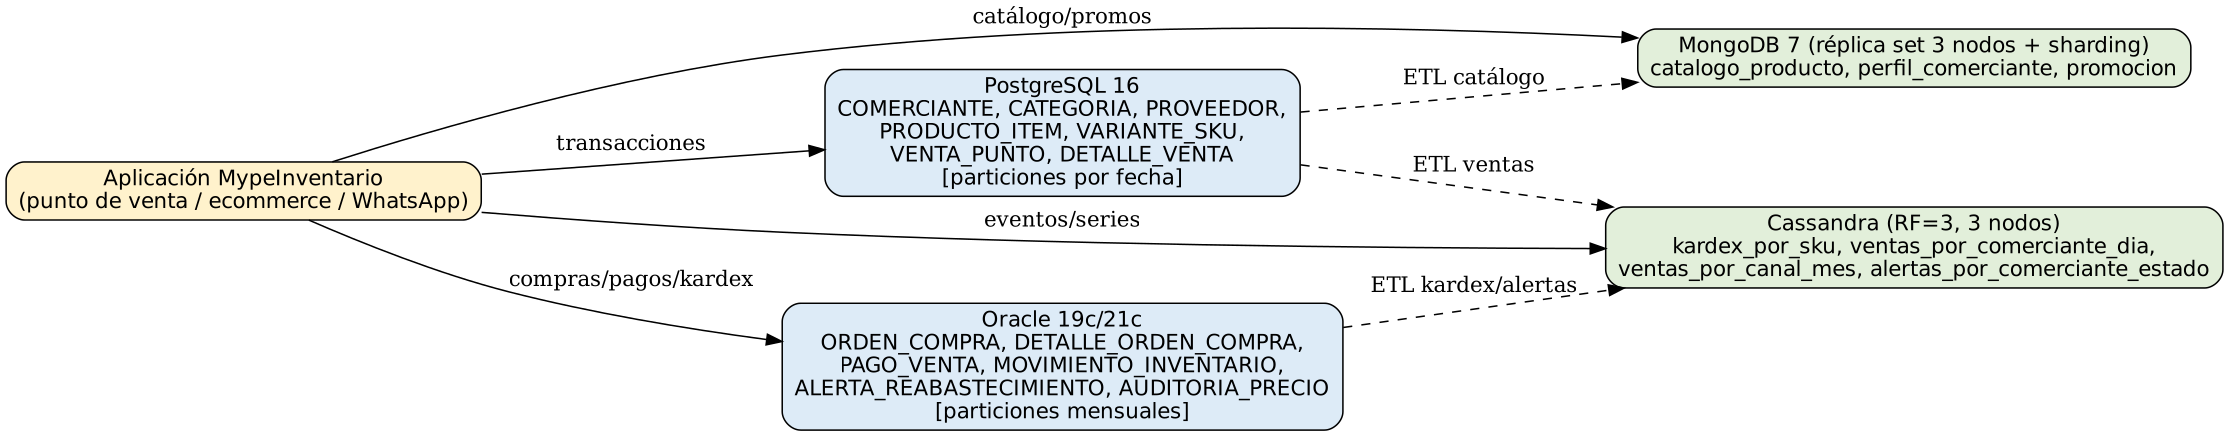 catálogo/promos
MongoDB 7 (réplica set 3 nodos + sharding)
catalogo_producto, perfil_comerciante, promocion
ETL catálogo
PostgreSQL 16
COMERCIANTE, CATEGORIA, PROVEEDOR,
PRODUCTO_ITEM, VARIANTE_SKU,
VENTA_PUNTO, DETALLE_VENTA
[particiones por fecha]
transacciones
ETL ventas
Aplicación MypeInventario
(punto de venta / ecommerce / WhatsApp)
eventos/series
Cassandra (RF=3, 3 nodos)
kardex_por_sku, ventas_por_comerciante_dia,
ventas_por_canal_mes, alertas_por_comerciante_estado
compras/pagos/kardex
ETL kardex/alertas
Oracle 19c/21c
ORDEN_COMPRA, DETALLE_ORDEN_COMPRA,
PAGO_VENTA, MOVIMIENTO_INVENTARIO,
ALERTA_REABASTECIMIENTO, AUDITORIA_PRECIO
[particiones mensuales]